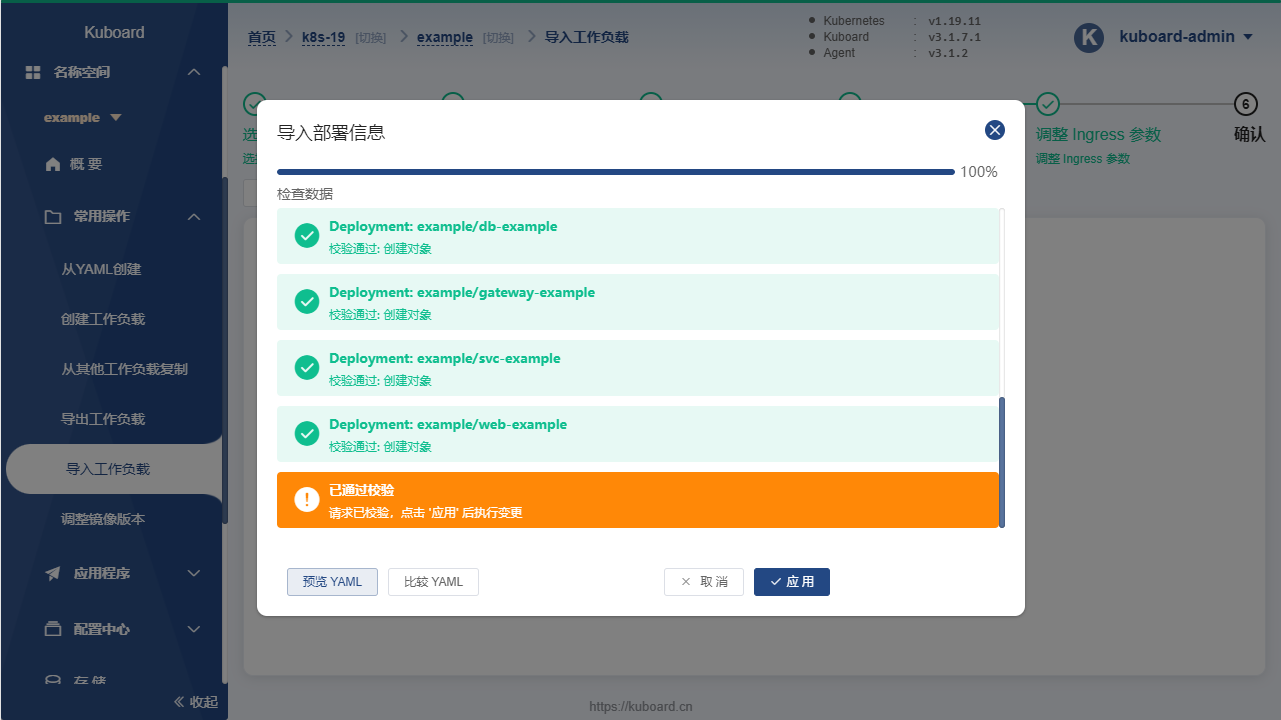 Kuboard
名称空间
example
概 要
常用操作
从YAML创建
创建工作负载
从其他工作负载复制
导出工作负载
导入工作负载
调整镜像版本
应用程序
配置中心
存 储
收起
首页 k8s-19 [切换] example [切换] 导入工作负载
Kubernetes : v1.19.11
Kuboard : v3.1.7.1
Agent : v3.1.2
K kuboard-admin
6
选
选
调整 Ingress 参数
确认
调整 Ingress 参数
导入部署信息
100%
检查数据
Deployment: example/db-example
校验通过: 创建对象
Deployment: example/gateway-example
校验通过: 创建对象
Deployment: example/svc-example
校验通过: 创建对象
Deployment: example/web-example
校验通过: 创建对象
已通过校验
请求已校验，点击 '应用' 后执行变更
预览 YAML 比较 YAML 取 消 应 用
https://kuboard.cn